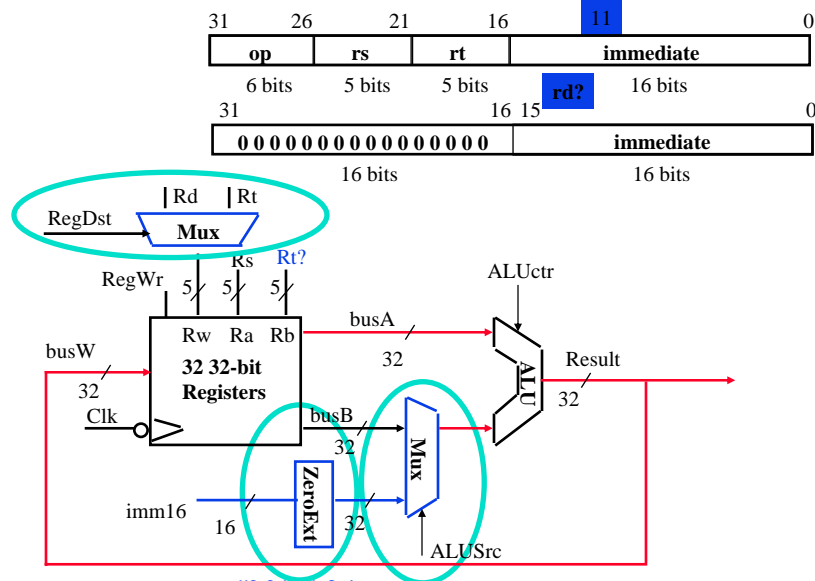 31 26 21 16 11 0
op rs rt immediate
6 bits 5 bits 5 bits 16 bits
rd?
31 16 15 0
0 0 0 0 0 0 0 0 0 0 0 0 0 0 0 0 immediate
16 bits 16 bits
Rd Rt
RegDst
Mux
Rs Rt?
RegWr 5 5 5
ALUctr
busA
Rw Ra Rb
busW 32
32 32-bit
Registers
32
ALU
Result
32
Clk
busB
32
Mux
ZeroExt
imm16
16
32
ALUSrc